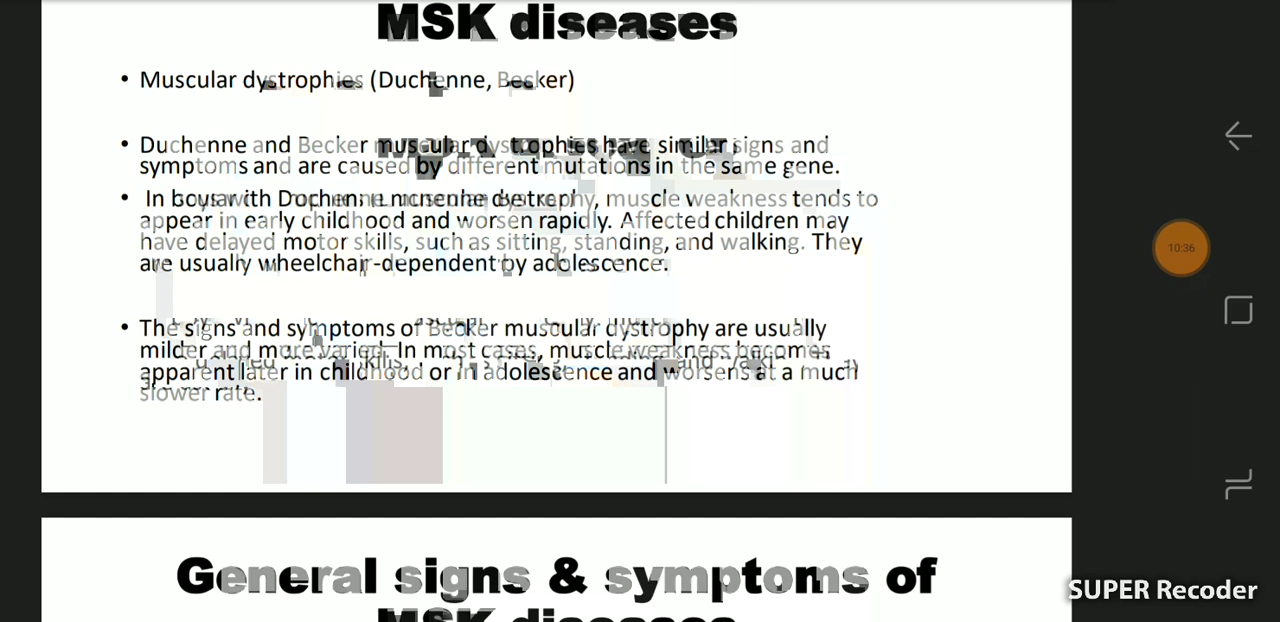 MSK diseases
• Muscular dystrophies (Duchenne, Becker)
• Duchenne and Becker muscular dystrophies have similar signs and
symptoms and are caused by different mutations in the same gene.
• In boys with Duchenne muscular dystrophy, muscle weakness tends to
appear in early childhood and worsen rapidly. Affected children may
have delayed motor skills, such as sitting, standing, and walking. They
are usually wheelchair-dependent by adolescence.
• The signs and symptoms of Becker muscular dystrophy are usually
milder and more varied. In most cases, muscle weakness becomes
apparent later in childhood or in adolescence and worsens at a much
slower rate.
General signs & symptoms of
MSK diseases
10:36
SUPER Recoder